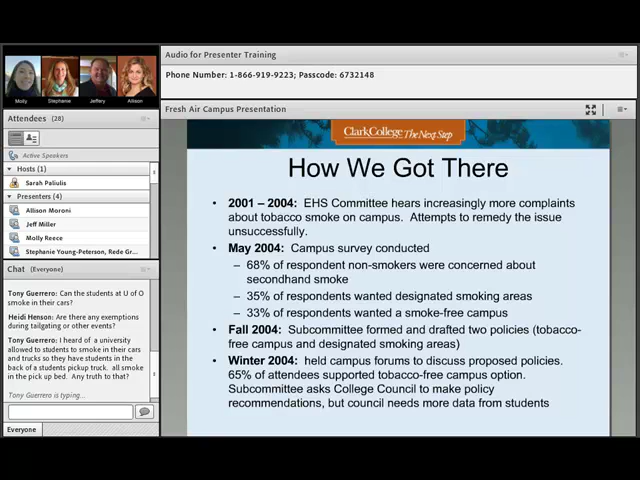 Molly
Stephanie
Jeffery
Allison
Attendees (28)
Active Speakers
Hosts (1)
Sarah Paliulis
Presenters (4)
Allison Moroni
Jeff Miller
Molly Reece
Stephanie Young-Peterson, Rede Gr...
Chat (Everyone)
Tony Guerrero: Can the students at U of O
smoke in their cars?
Heidi Henson: Are there any exemptions
during tailgating or other events?
Tony Guerrero: I heard of a university
allowed to students to smoke in their cars
and trucks so they have students in the
back of a students pickup truck. all smoke
in the pick up bed. Any truth to that?
Tony Guerrero is typing...
Everyone
Audio for Presenter Training
Phone Number: 1-866-919-9223; Passcode: 6732148
Fresh Air Campus Presentation
ClarkCollege The Next Step
How We Got There
• 2001 – 2004: EHS Committee hears increasingly more complaints
about tobacco smoke on campus. Attempts to remedy the issue
unsuccessfully.
• May 2004: Campus survey conducted
– 68% of respondent non-smokers were concerned about
secondhand smoke
– 35% of respondents wanted designated smoking areas
– 33% of respondents wanted a smoke-free campus
• Fall 2004: Subcommittee formed and drafted two policies (tobacco-
free campus and designated smoking areas)
• Winter 2004: held campus forums to discuss proposed policies.
65% of attendees supported tobacco-free campus option.
Subcommittee asks College Council to make policy
recommendations, but council needs more data from students